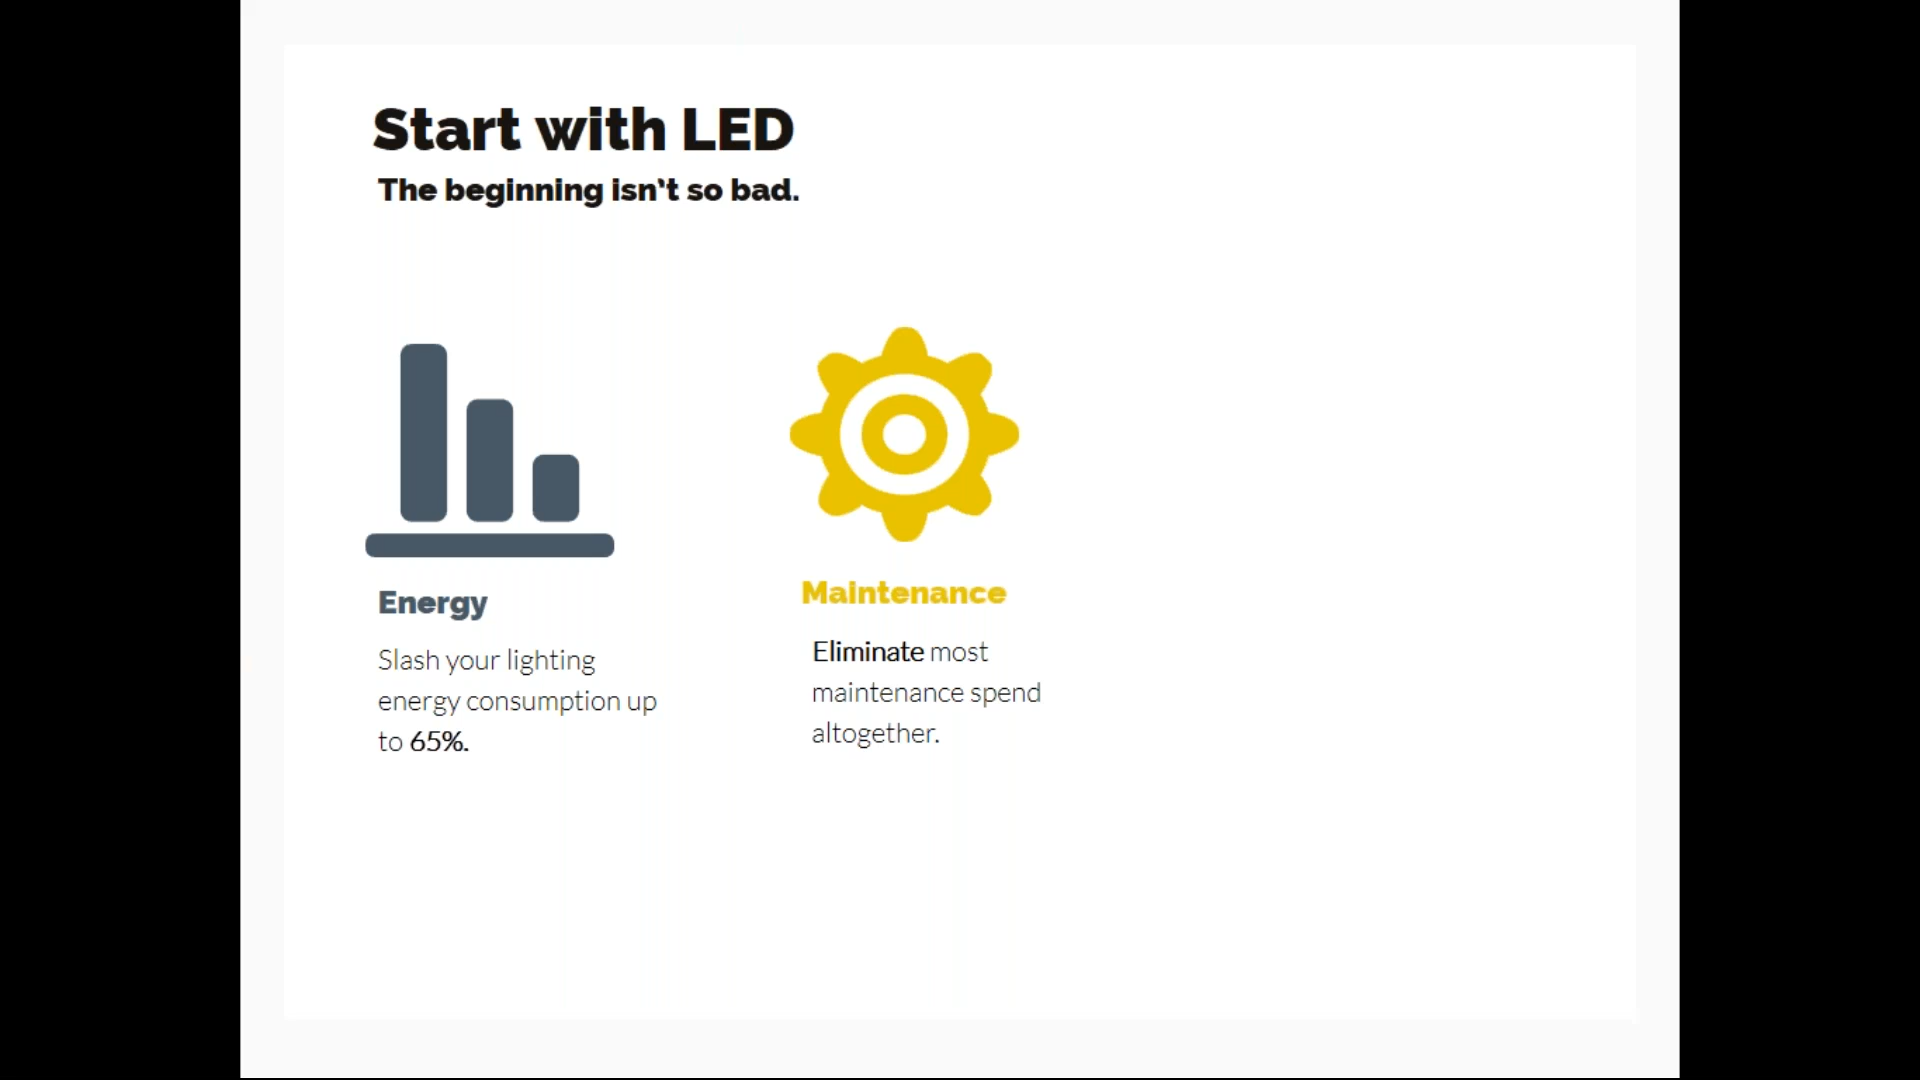 Start with LED
The beginning isn't so bad.
Energy
Slash your lighting
energy consumption up
to 65%.
Maintenance
Eliminate most
maintenance spend
altogether.